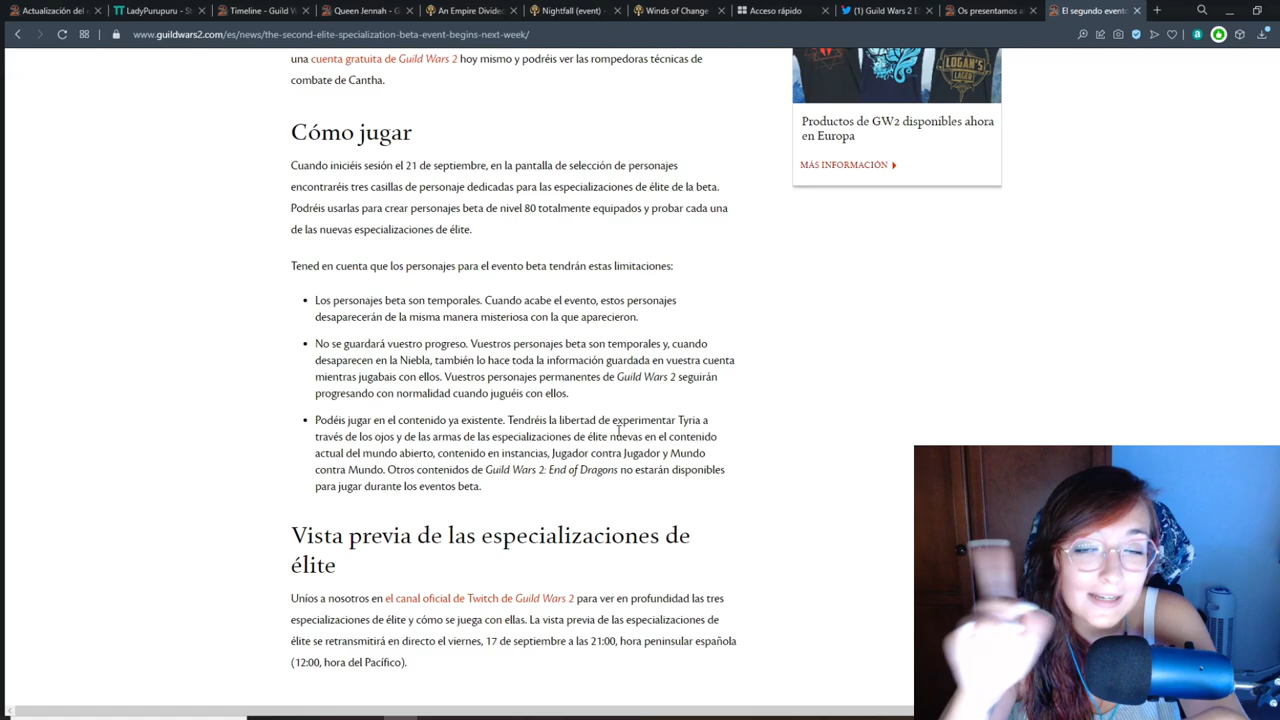 Actualización del
LadyPurupuru - St
Timeline - Guild W
Queen Jennah - G
An Empire Divided
Nightfall (event) -
Winds of Change
Acceso rápido
(1) Guild Wars 2 E
Os presentamos a
El segundo evento
www.guildwars2.com/es/news/the-second-elite-specialization-beta-event-begins-next-week/
una cuenta gratuita de Guild Wars 2 hoy mismo y podréis ver las rompedoras técnicas de
combate de Cantha.
Cómo jugar
Cuando iniciéis sesión el 21 de septiembre, en la pantalla de selección de personajes
encontraréis tres casillas de personaje dedicadas para las especializaciones de élite de la beta.
Podréis usarlas para crear personajes beta de nivel 80 totalmente equipados y probar cada una
de las nuevas especializaciones de élite.
Tened en cuenta que los personajes para el evento beta tendrán estas limitaciones:
• Los personajes beta son temporales. Cuando acabe el evento, estos personajes
desaparecerán de la misma manera misteriosa con la que aparecieron.
• No se guardará vuestro progreso. Vuestros personajes beta son temporales y, cuando
desaparecen en la Niebla, también lo hace toda la información guardada en vuestra cuenta
mientras jugabais con ellos. Vuestros personajes permanentes de Guild Wars 2 seguirán
progresando con normalidad cuando juguéis con ellos.
• Podéis jugar en el contenido ya existente. Tendréis la libertad de experimentar Tyria a
través de los ojos y de las armas de las especializaciones de élite nuevas en el contenido
actual del mundo abierto, contenido en instancias, Jugador contra Jugador y Mundo
contra Mundo. Otros contenidos de Guild Wars 2: End of Dragons no estarán disponibles
para jugar durante los eventos beta.
Vista previa de las especializaciones de
élite
Uníos a nosotros en el canal oficial de Twitch de Guild Wars 2 para ver en profundidad las tres
especializaciones de élite y cómo se juega con ellas. La vista previa de las especializaciones de
élite se retransmitirá en directo el viernes, 17 de septiembre a las 21:00, hora peninsular española
(12:00, hora del Pacífico).
LOGAN'S
LAGER
Productos de GW2 disponibles ahora
en Europa
MÁS INFORMACIÓN